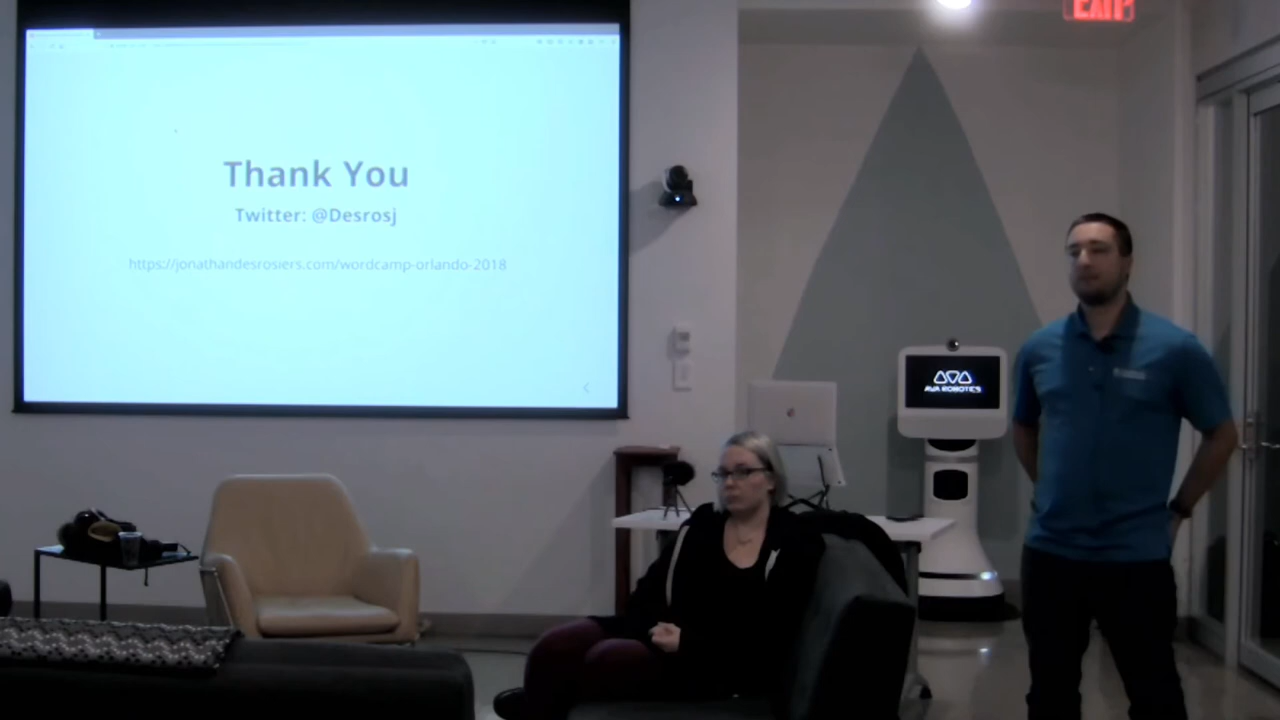 Thank You
Twitter: @Desrosj
https://jonathandesrosiers.com/wordcamp-orlando-2018
EXIT
AVA ROBOTICS